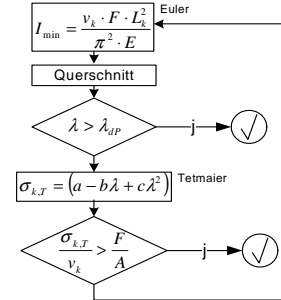 Euler
I_min = v_k · F · L_k² / π² · E
Querschnitt
λ > λ_dP
j
Tetmaier
σ_k,T = (a − bλ + cλ²)
σ_k,T / v_k > F / A
j